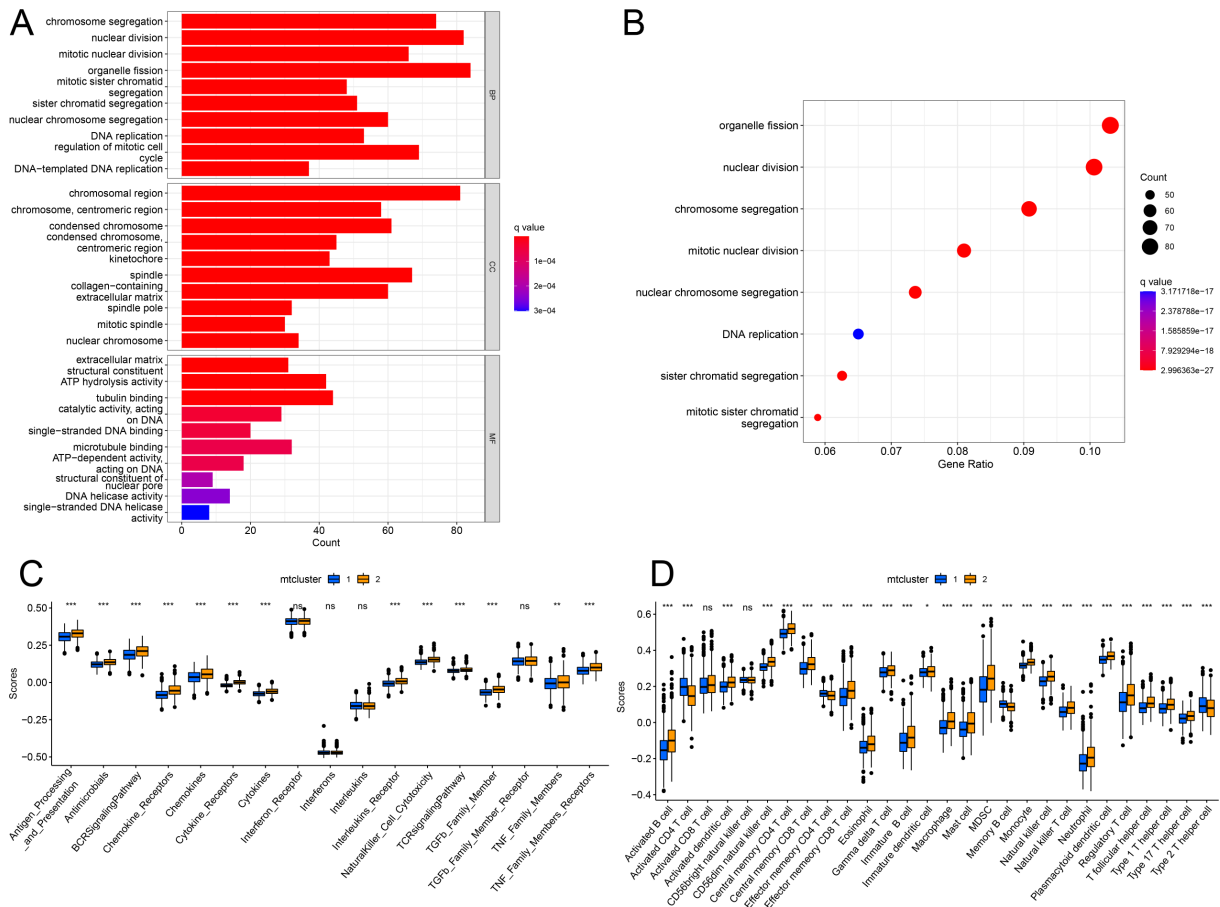 A
chromosome segregation
nuclear division
mitotic nuclear division
organelle fission
mitotic sister chromatid
segregation
sister chromatid segregation
nuclear chromosome segregation
DNA replication
regulation of mitotic cell
cycle
DNA-templated DNA replication
BP
chromosomal region
chromosome, centromeric region
condensed chromosome
condensed chromosome,
centromeric region
kinetochore
spindle
collagen-containing
extracellular matrix
spindle pole
mitotic spindle
nuclear chromosome
CC
extracellular matrix
structural constituent
ATP hydrolysis activity
tubulin binding
catalytic activity, acting
on DNA
single-stranded DNA binding
microtubule binding
ATP-dependent activity,
acting on DNA
structural constituent of
nuclear pore
DNA helicase activity
single-stranded DNA helicase
activity
MF
0 20 40 60 80
Count
q value
1e-04
2e-04
3e-04
B
organelle fission
nuclear division
chromosome segregation
mitotic nuclear division
nuclear chromosome segregation
DNA replication
sister chromatid segregation
mitotic sister chromatid
segregation
0.06 0.07 0.08 0.09 0.10
Gene Ratio
Count
50
60
70
80
q value
3.171718e-17
2.378788e-17
1.585859e-17
7.929294e-18
2.996363e-27
C
mtcluster 1 2
*** *** *** *** *** *** *** ns ns ns *** *** *** *** ns ** ***
Scores
0.50
0.25
0.00
-0.25
-0.50
Antigen_Processing
_and_Presentation
Antimicrobials
BCRSignalingPathway
Chemokine_Receptors
Chemokines
Cytokine_Receptors
Cytokines
Interferon_Receptor
Interferons
Interleukins
Interleukins_Receptor
NaturalKiller_Cell_Cytotoxicity
TCRSignalingPathway
TGFb_Family_Member
TGFb_Family_Member_Receptor
TNF_Family_Members
TNF_Family_Members_Receptors
D
mtcluster 1 2
*** *** ns *** ns *** *** *** *** *** *** *** *** * *** *** *** *** *** *** *** *** *** *** *** *** *** ***
Scores
0.6
0.4
0.2
0.0
-0.2
-0.4
Activated B cell
Activated CD4 T cell
Activated CD8 T cell
Activated dendritic cell
CD56bright natural killer cell
CD56dim natural killer cell
Central memory CD4 T cell
Central memory CD8 T cell
Effector memeory CD4 T cell
Effector memeory CD8 T cell
Eosinophil
Gamma delta T cell
Immature B cell
Immature dendritic cell
Macrophage
Mast cell
MDSC
Memory B cell
Monocyte
Natural killer cell
Natural killer T cell
Neutrophil
Plasmacytoid dendritic cell
Regulatory T cell
T follicular helper cell
Type 1 T helper cell
Type 17 T helper cell
Type 2 T helper cell